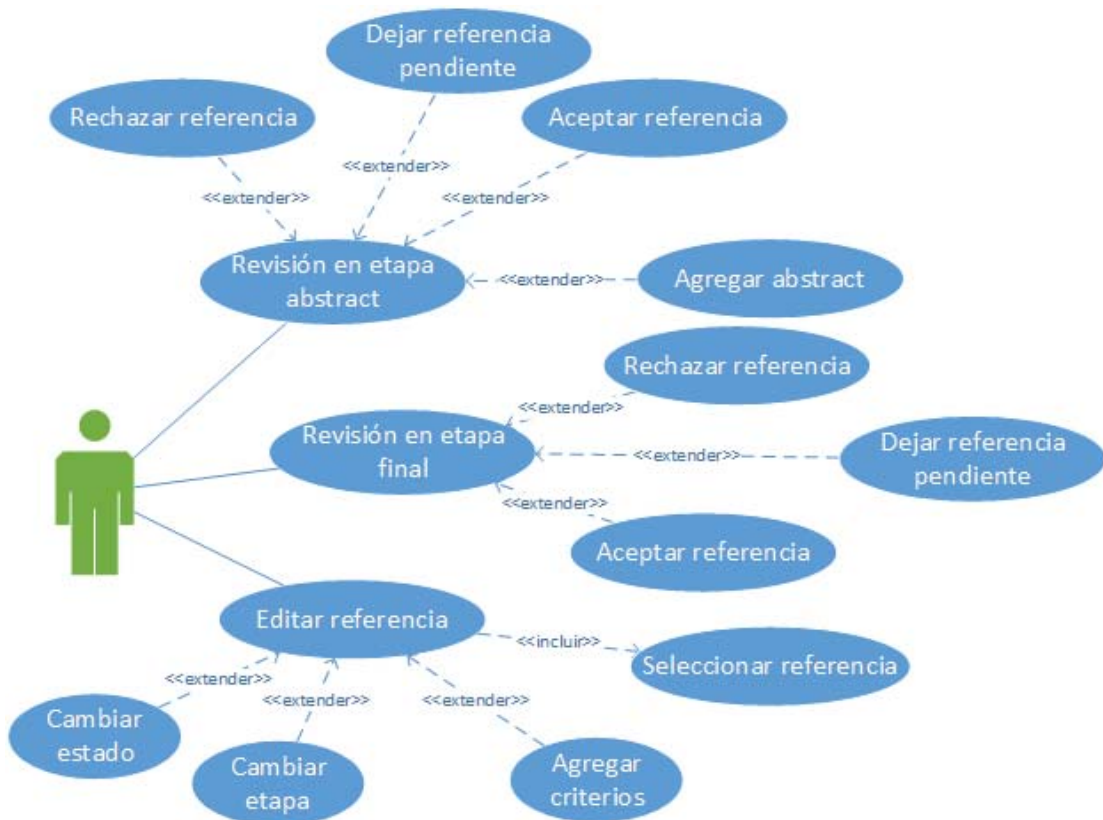 Dejar referencia
pendiente
Rechazar referencia
Aceptar referencia
<<extender>>
<<extender>>
<<extender>>
Revisión en etapa
abstract
<<extender>>
Agregar abstract
Rechazar referencia
<<extender>>
Revisión en etapa
final
<<extender>>
Dejar referencia
pendiente
<<extender>>
Aceptar referencia
Editar referencia
<<incluir>>
Seleccionar referencia
<<extender>>
<<extender>>
<<extender>>
Cambiar
estado
Cambiar
etapa
Agregar
criterios